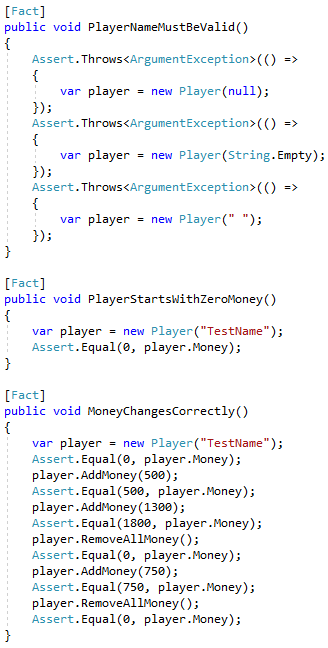 [Fact]
public void PlayerNameMustBeValid()
{
    Assert.Throws<ArgumentException>(() =>
    {
        var player = new Player(null);
    });
    Assert.Throws<ArgumentException>(() =>
    {
        var player = new Player(String.Empty);
    });
    Assert.Throws<ArgumentException>(() =>
    {
        var player = new Player(" ");
    });
}

[Fact]
public void PlayerStartsWithZeroMoney()
{
    var player = new Player("TestName");
    Assert.Equal(0, player.Money);
}

[Fact]
public void MoneyChangesCorrectly()
{
    var player = new Player("TestName");
    Assert.Equal(0, player.Money);
    player.AddMoney(500);
    Assert.Equal(500, player.Money);
    player.AddMoney(1300);
    Assert.Equal(1800, player.Money);
    player.RemoveAllMoney();
    Assert.Equal(0, player.Money);
    player.AddMoney(750);
    Assert.Equal(750, player.Money);
    player.RemoveAllMoney();
    Assert.Equal(0, player.Money);
}